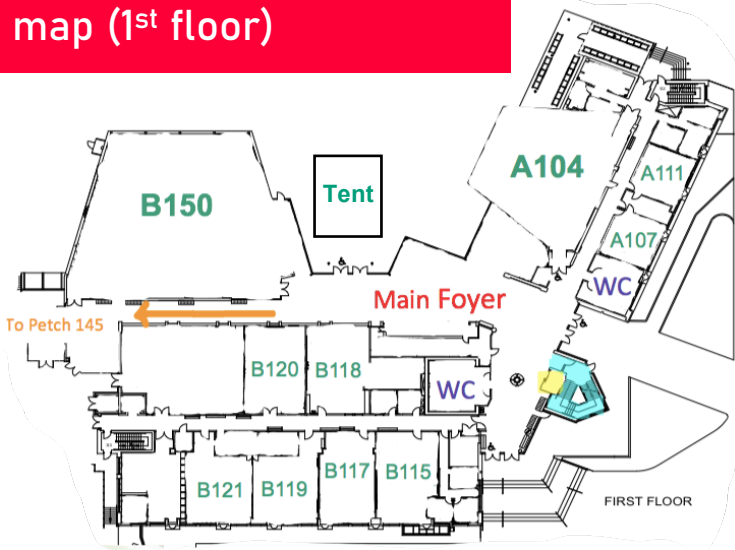 map (1st floor)
A104
A111
B150
Tent
A107
WC
Main Foyer
To Petch 145
B120
B118
WC
B117
B115
B121
B119
FIRST FLOOR